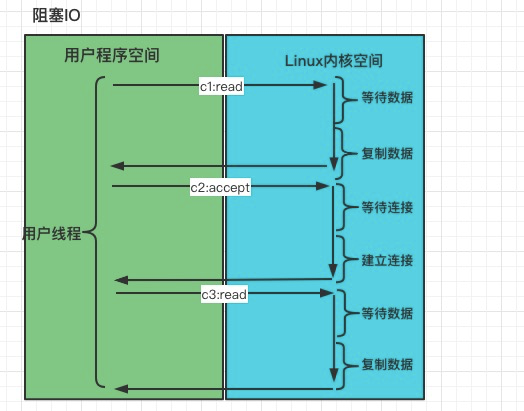 阻塞IO
用户程序空间
Linux内核空间
c1:read
等待数据
复制数据
c2:accept
等待连接
用户线程
建立连接
c3:read
等待数据
复制数据